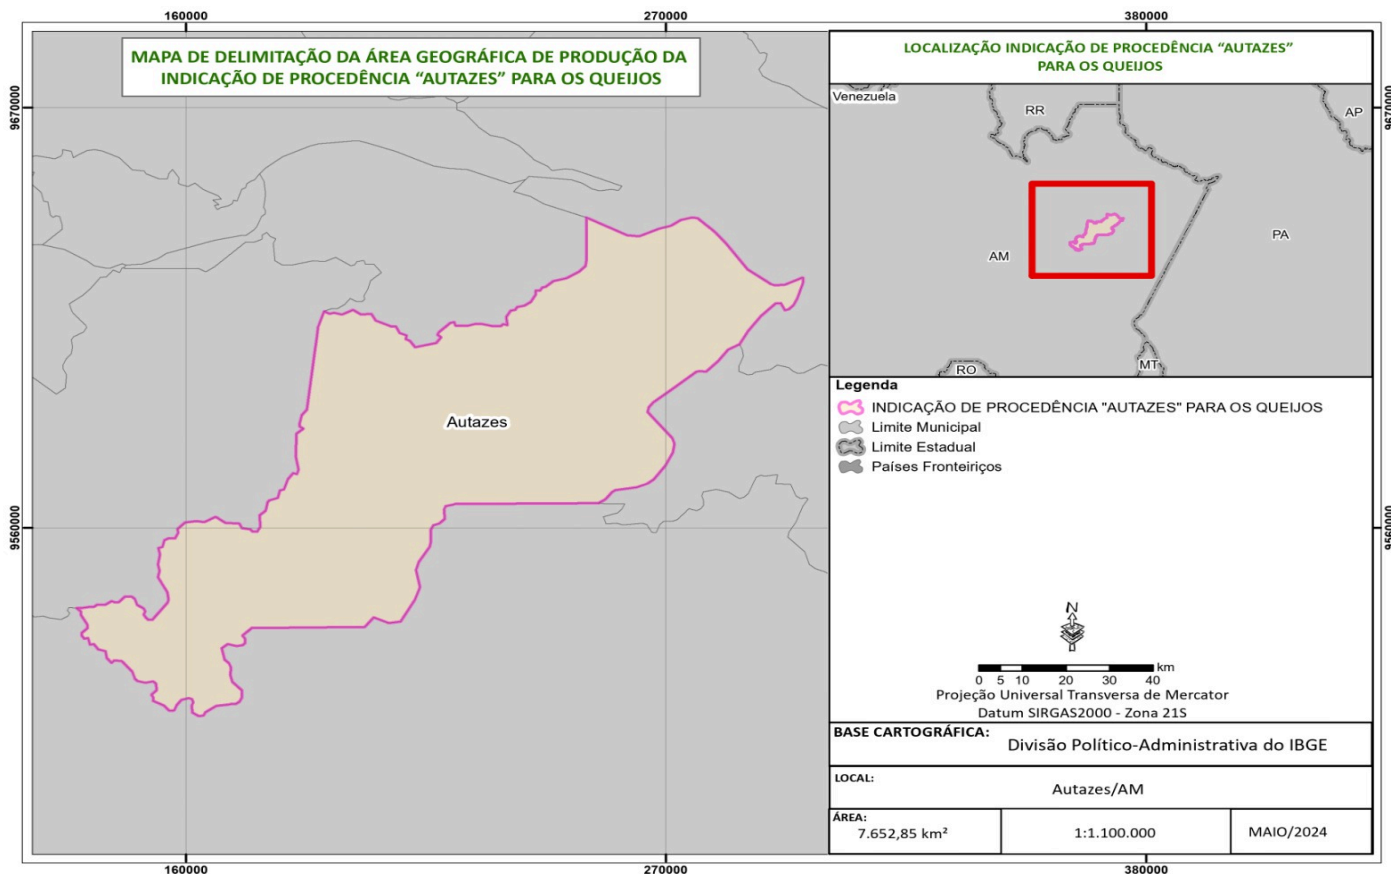 160000
270000
380000
MAPA DE DELIMITAÇÃO DA ÁREA GEOGRÁFICA DE PRODUÇÃO DA
INDICAÇÃO DE PROCEDÊNCIA “AUTAZES” PARA OS QUEIJOS
LOCALIZAÇÃO INDICAÇÃO DE PROCEDÊNCIA “AUTAZES”
PARA OS QUEIJOS
9670000
9670000
Venezuela
RR
AP
AM
PA
RO
MT
Autazes
Legenda
INDICAÇÃO DE PROCEDÊNCIA "AUTAZES" PARA OS QUEIJOS
Limite Municipal
Limite Estadual
Países Fronteiriços
9560000
9560000
N
km
0 5 10 20 30 40
Projeção Universal Transversa de Mercator
Datum SIRGAS2000 - Zona 21S
BASE CARTOGRÁFICA:
Divisão Político-Administrativa do IBGE
LOCAL:
Autazes/AM
ÁREA:
7.652,85 km²
1:1.100.000
MAIO/2024
160000
270000
380000